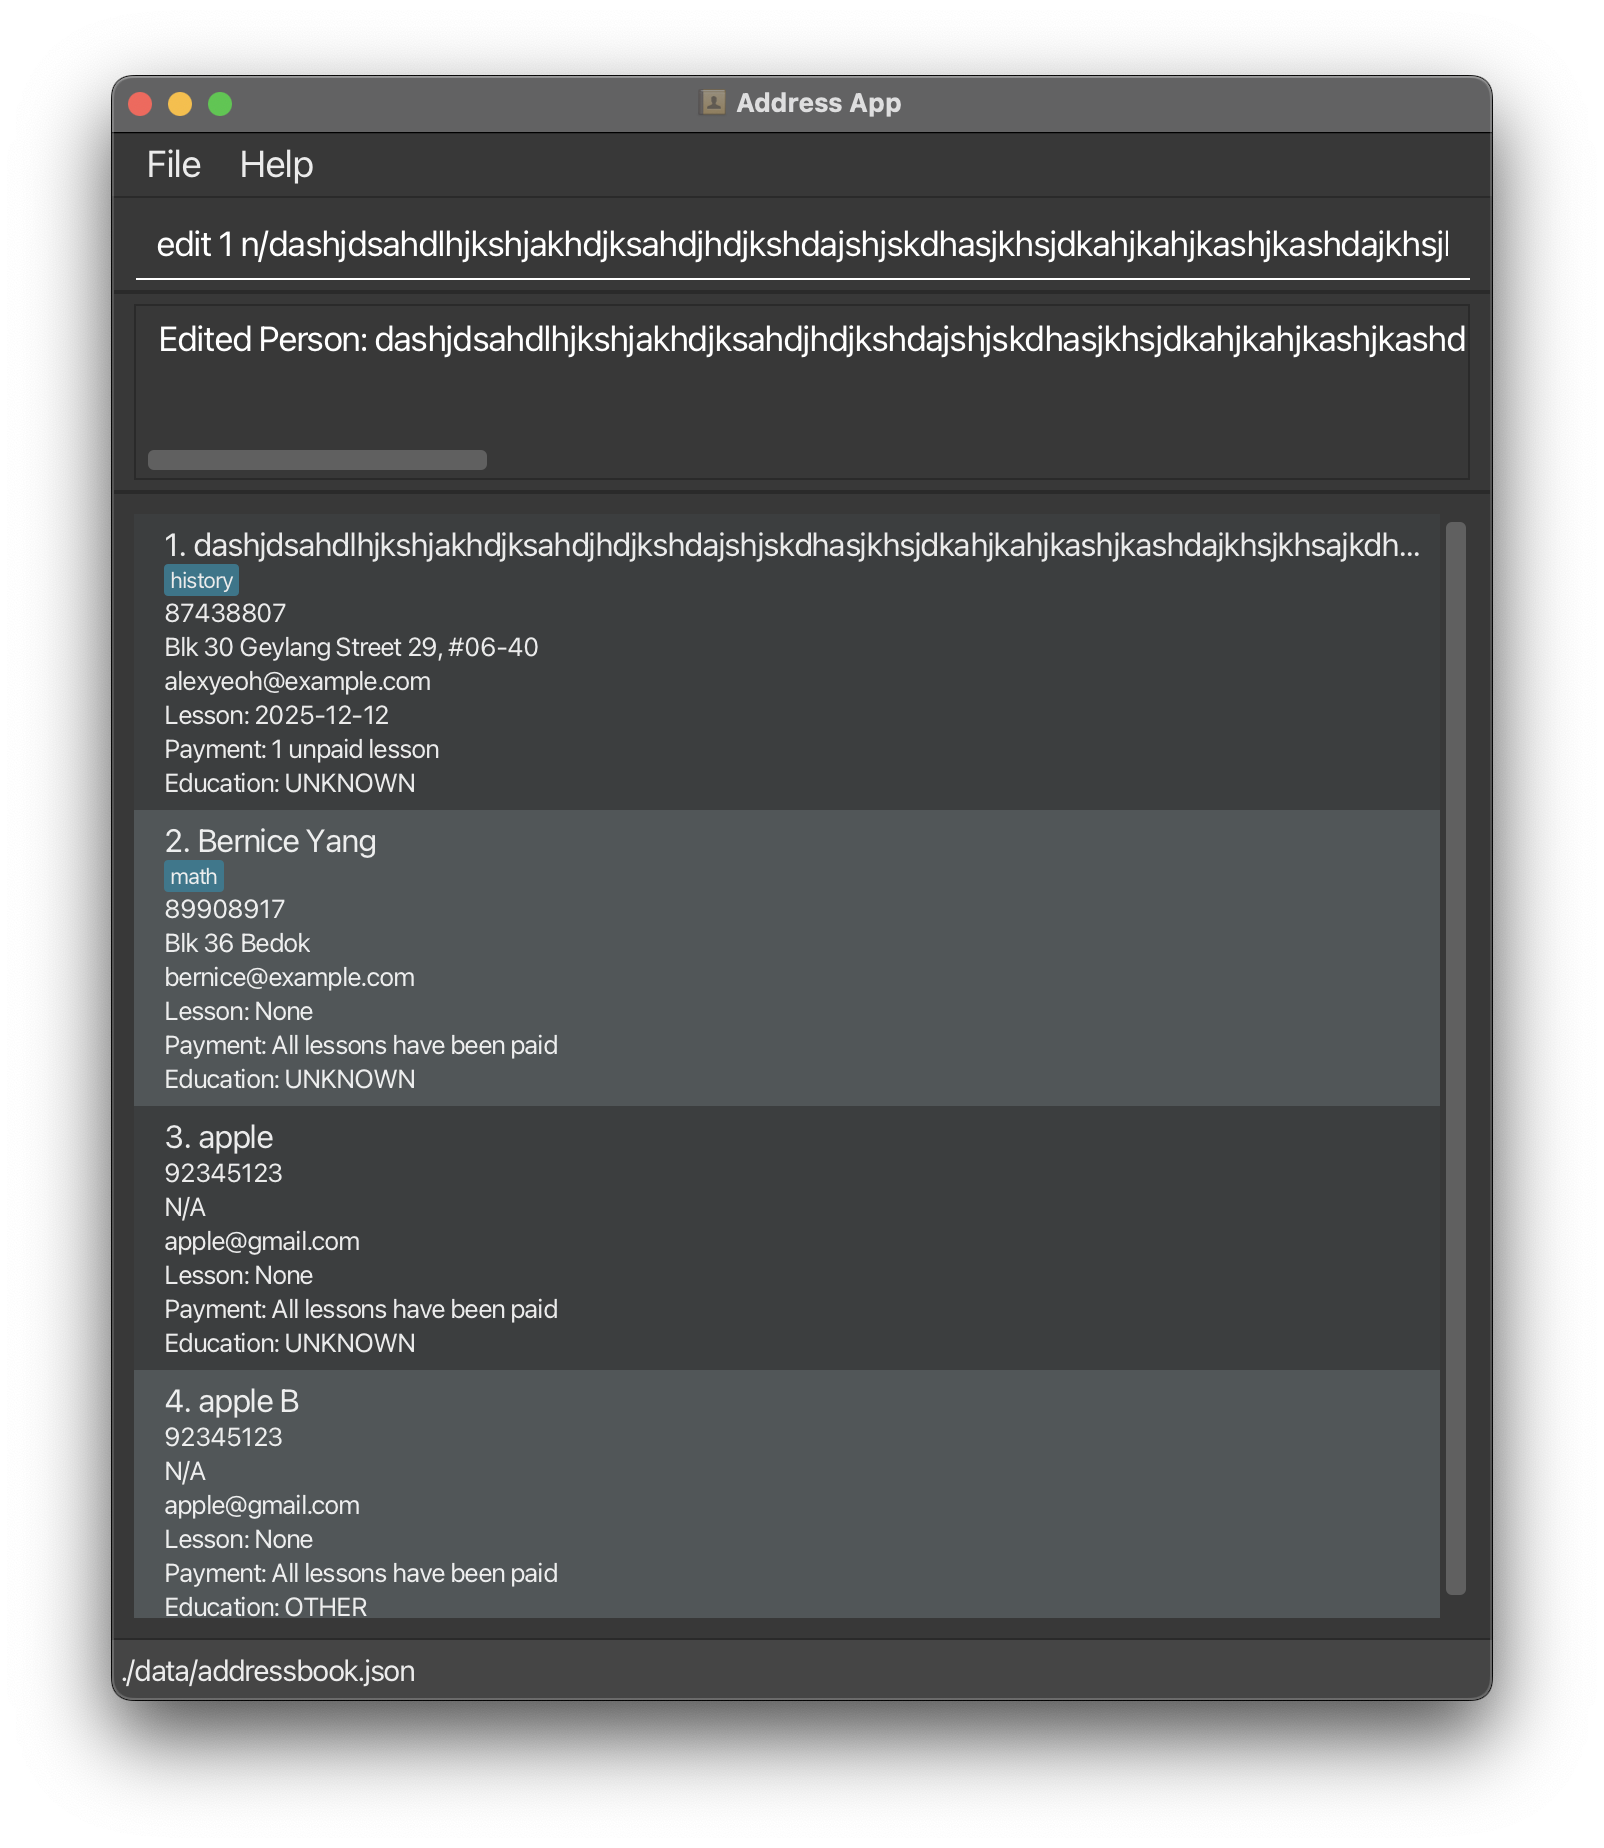 Address App
File Help
edit 1 n/dashjdsahdlhjkshjakhdjksahdjhdjkshdajshjskdhasjkhsjdkahjkahjkashjkashdajkhsjl
Edited Person: dashjdsahdlhjkshjakhdjksahdjhdjkshdajshjskdhasjkhsjdkahjkahjkashjkashd
1. dashjdsahdlhjkshjakhdjksahdjhdjkshdajshjskdhasjkhsjdkahjkahjkashjkashdajkhsjkhsajkdh...
history
87438807
Blk 30 Geylang Street 29, #06-40
alexyeoh@example.com
Lesson: 2025-12-12
Payment: 1 unpaid lesson
Education: UNKNOWN
2. Bernice Yang
math
89908917
Blk 36 Bedok
bernice@example.com
Lesson: None
Payment: All lessons have been paid
Education: UNKNOWN
3. apple
92345123
N/A
apple@gmail.com
Lesson: None
Payment: All lessons have been paid
Education: UNKNOWN
4. apple B
92345123
N/A
apple@gmail.com
Lesson: None
Payment: All lessons have been paid
Education: OTHER
./data/addressbook.json